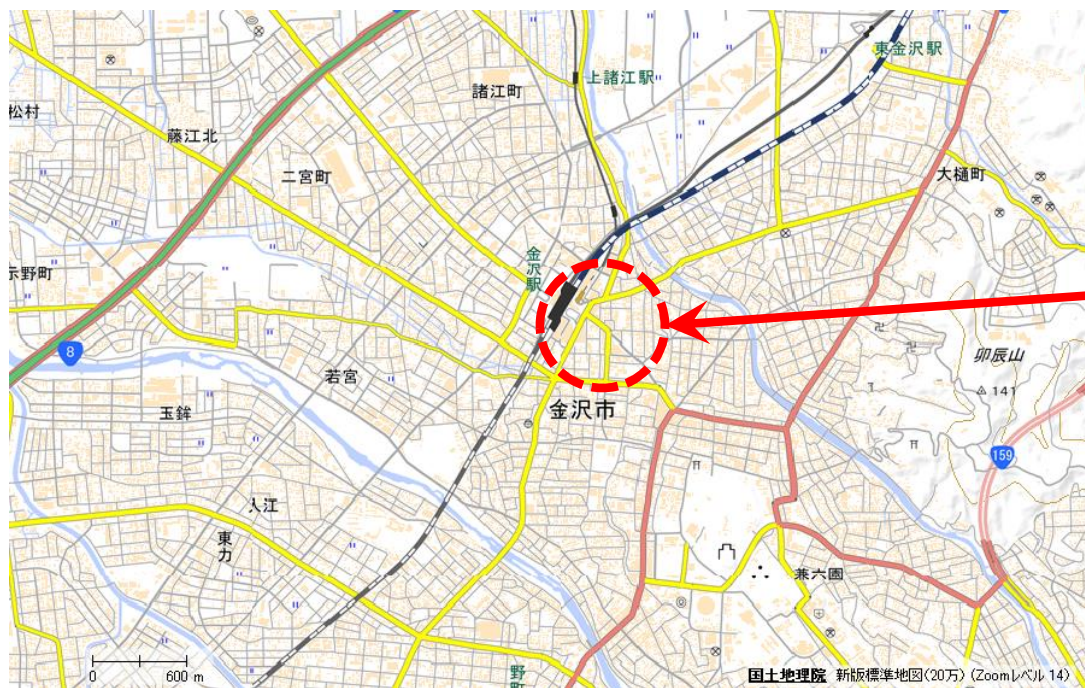 東金沢駅
上諸江駅
諸江町
松村
藤江北
二宮町
大樋町
金沢駅
示野町
8
若宮
卯辰山
141
玉鉾
金沢市
159
入江
東力
兼六園
野町
0 600 m
国土地理院 新版標準地図(20万) (Zoomレベル 14)